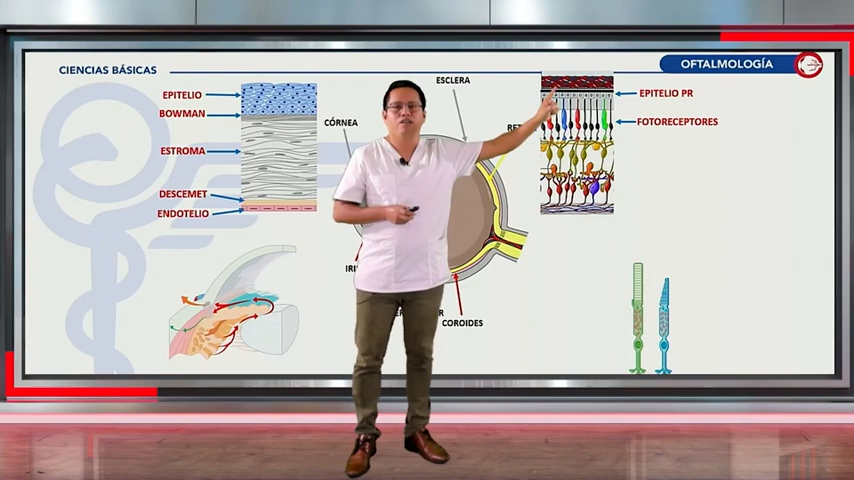 CIENCIAS BÁSICAS
OFTALMOLOGÍA
EPITELIO
BOWMAN
ESTROMA
DESCEMET
ENDOTELIO
CÓRNEA
ESCLERA
COROIDES
EPITELIO PR
FOTORECEPTORES